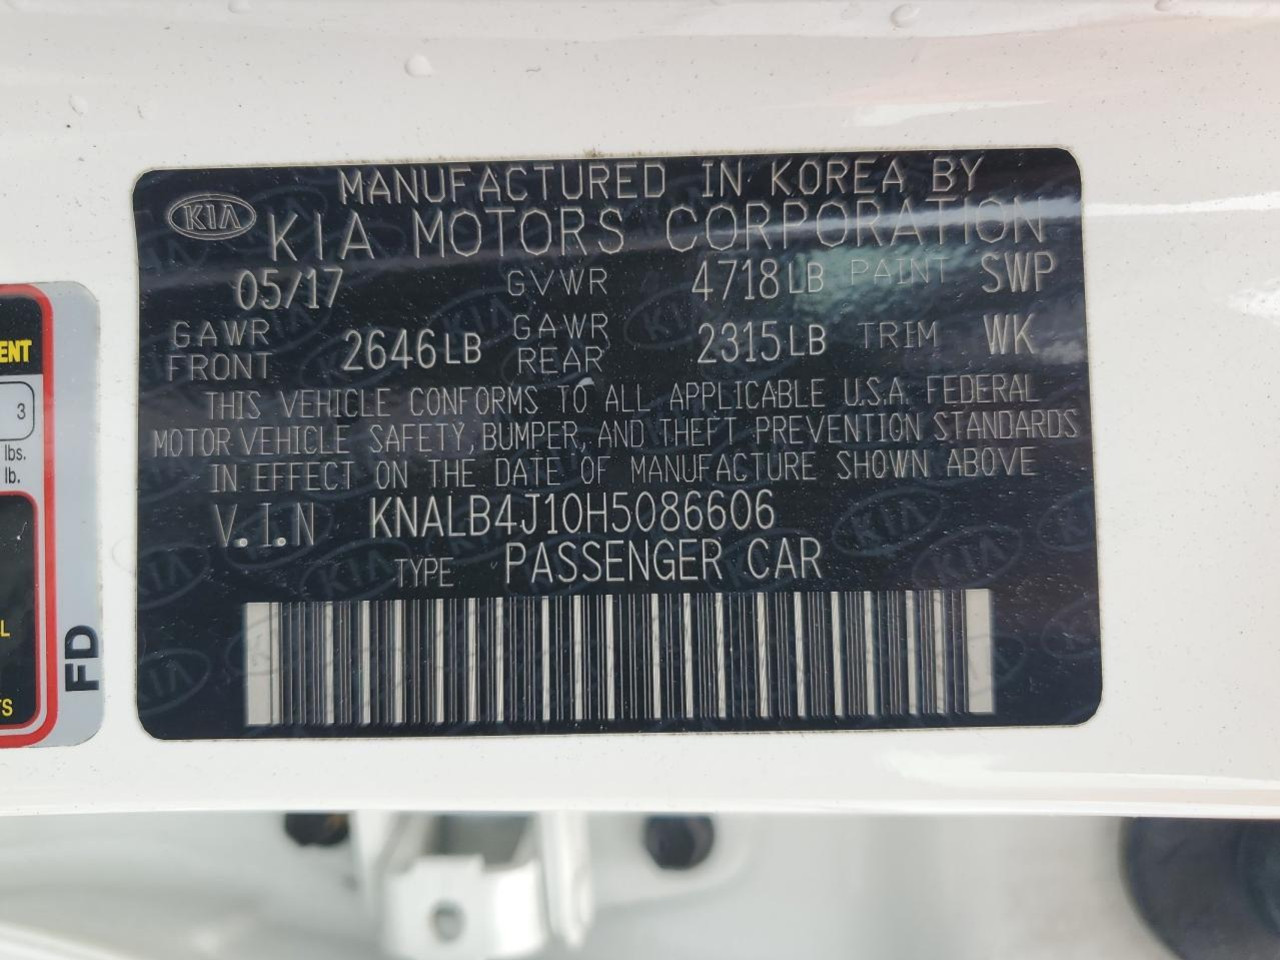 MANUFACTURED IN KOREA BY
KIA KIA MOTORS CORPORATION
05/17 GVWR 4718LB PAINT SWP
GAWR FRONT 2646LB GAWR REAR 2315LB TRIM WK
THIS VEHICLE CONFORMS TO ALL APPLICABLE U.S.A. FEDERAL
MOTOR VEHICLE SAFETY, BUMPER, AND THEFT PREVENTION STANDARDS
IN EFFECT ON THE DATE OF MANUFACTURE SHOWN ABOVE
V.I.N KNALB4J10H5086606
TYPE PASSENGER CAR
3
lbs.
lb.
FD